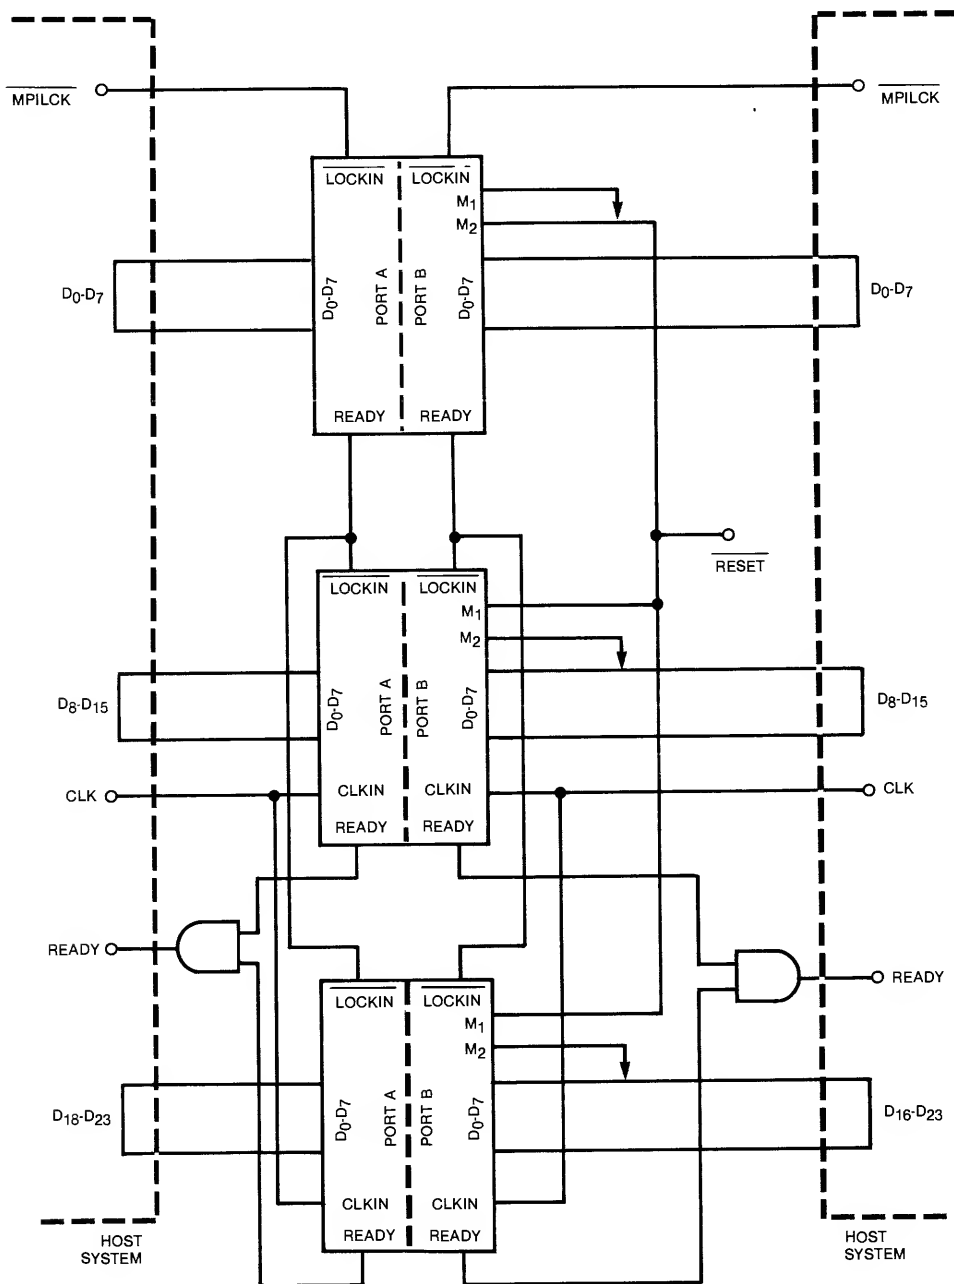 MPILCK
MPILCK
LOCKIN LOCKIN
M1
M2
D0-D7
D0-D7
PORT A
PORT B
D0-D7
D0-D7
READY READY
RESET
LOCKIN LOCKIN
M1
M2
D8-D15
D0-D7
PORT A
PORT B
D0-D7
D8-D15
CLK
CLKIN CLKIN
CLK
READY READY
READY
READY
LOCKIN LOCKIN
M1
M2
D18-D23
D0-D7
PORT A
PORT B
D0-D7
D16-D23
CLKIN CLKIN
READY READY
HOST
SYSTEM
HOST
SYSTEM